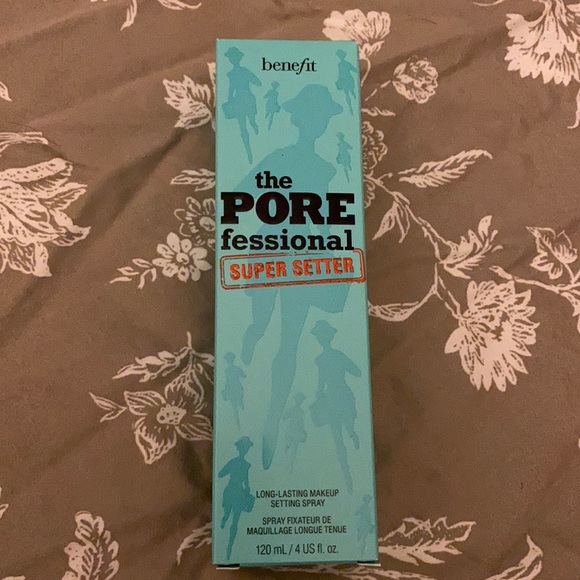 benefit
the
PORE
fessional
SUPER SETTER
LONG-LASTING MAKEUP
SETTING SPRAY
SPRAY FIXATEUR DE
MAQUILLAGE LONGUE TENUE
120 mL / 4 US fl. oz.